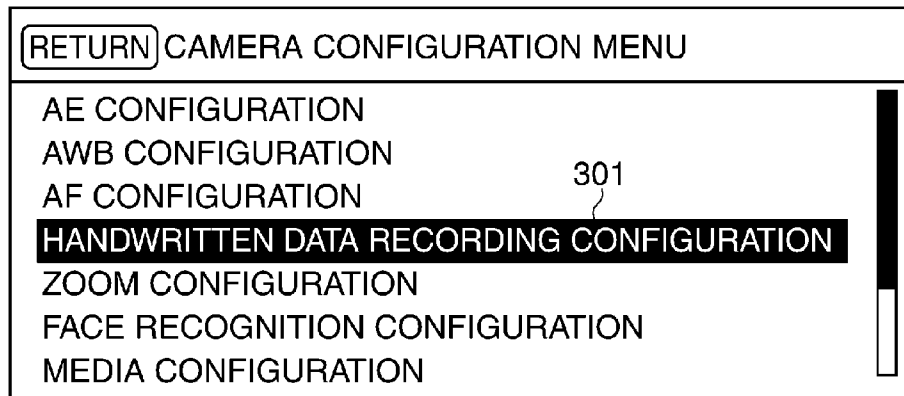 RETURN CAMERA CONFIGURATION MENU
AE CONFIGURATION
AWB CONFIGURATION
AF CONFIGURATION
301
HANDWRITTEN DATA RECORDING CONFIGURATION
ZOOM CONFIGURATION
FACE RECOGNITION CONFIGURATION
MEDIA CONFIGURATION